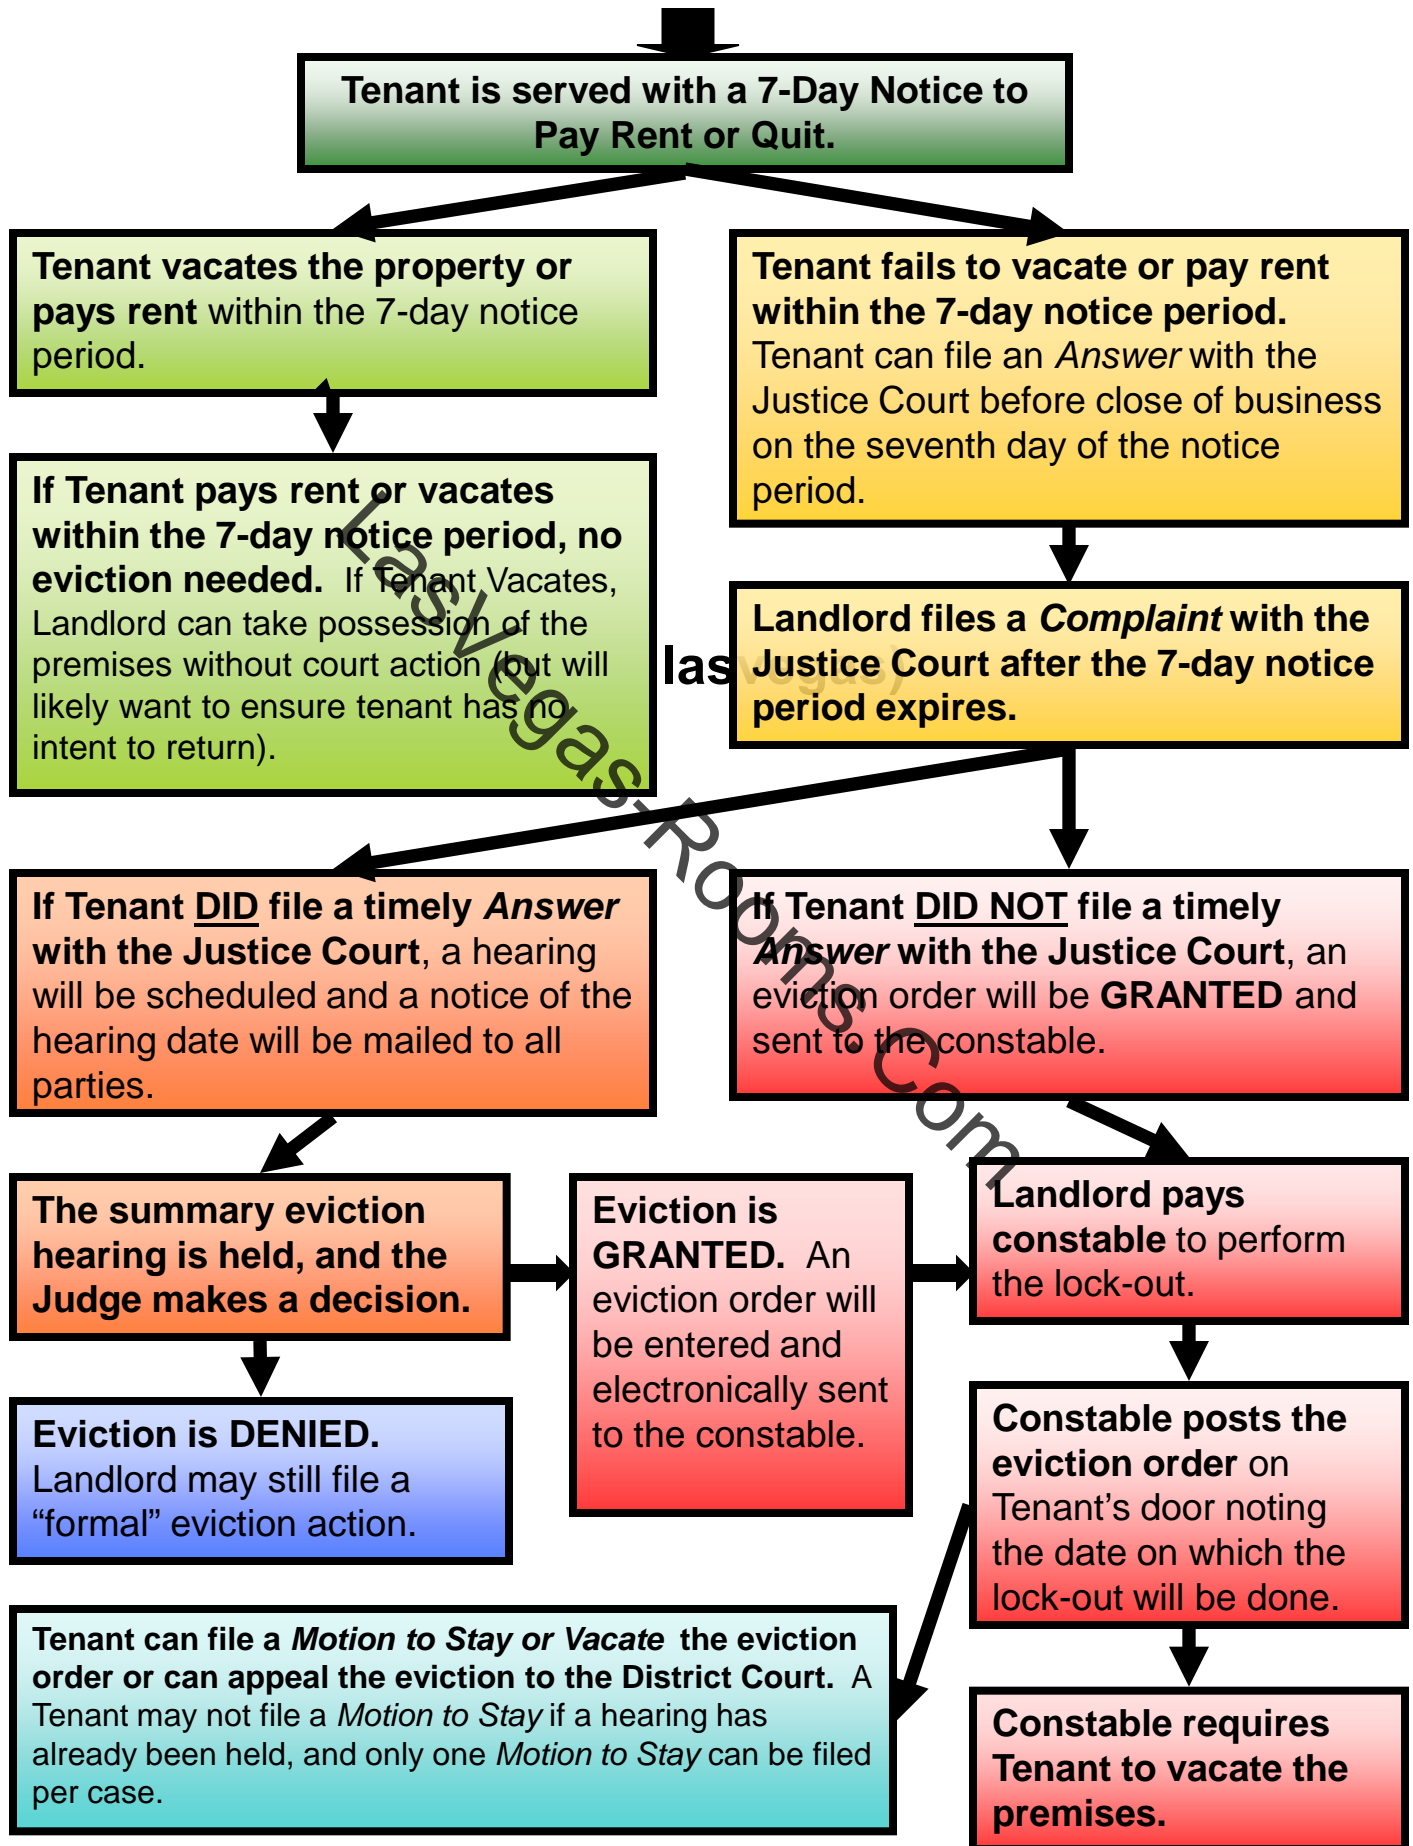 Tenant is served with a 7-Day Notice to
Pay Rent or Quit.
Tenant vacates the property or
pays rent within the 7-day notice
period.
Tenant fails to vacate or pay rent
within the 7-day notice period.
Tenant can file an Answer with the
Justice Court before close of business
on the seventh day of the notice
period.
If Tenant pays rent or vacates
within the 7-day notice period, no
eviction needed. If Tenant Vacates,
Landlord can take possession of the
premises without court action (but will
likely want to ensure tenant has no
intent to return).
lasvegas)
Landlord files a Complaint with the
Justice Court after the 7-day notice
period expires.
If Tenant DID file a timely Answer
with the Justice Court, a hearing
will be scheduled and a notice of the
hearing date will be mailed to all
parties.
If Tenant DID NOT file a timely
Answer with the Justice Court, an
eviction order will be GRANTED and
sent to the constable.
The summary eviction
hearing is held, and the
Judge makes a decision.
Eviction is
GRANTED. An
eviction order will
be entered and
electronically sent
to the constable.
Landlord pays
constable to perform
the lock-out.
Eviction is DENIED.
Landlord may still file a
“formal” eviction action.
Constable posts the
eviction order on
Tenant’s door noting
the date on which the
lock-out will be done.
Tenant can file a Motion to Stay or Vacate the eviction
order or can appeal the eviction to the District Court. A
Tenant may not file a Motion to Stay if a hearing has
already been held, and only one Motion to Stay can be filed
per case.
Constable requires
Tenant to vacate the
premises.
LasVegas-Rooms.Com